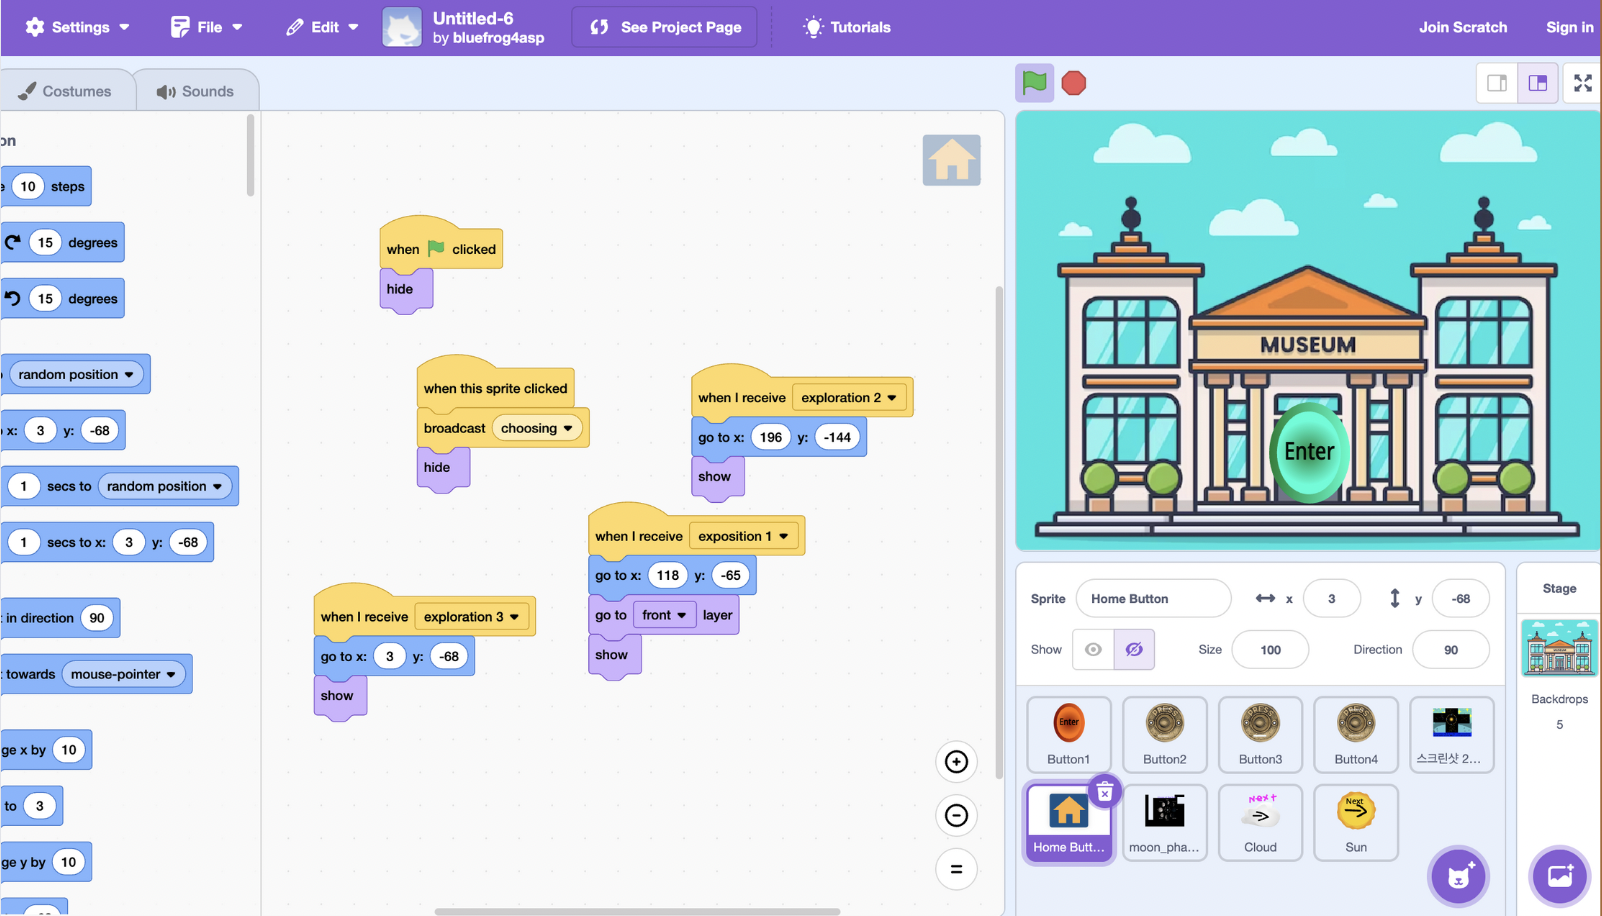 Settings
File
Edit
Untitled-6
by bluefrog4asp
See Project Page
Tutorials
Join Scratch
Sign in
Costumes
Sounds
on
10 steps
15 degrees
15 degrees
random position
x: 3 y: -68
1 secs to random position
1 secs to x: 3 y: -68
in direction 90
towards mouse-pointer
ge x by 10
to 3
ge y by 10
when clicked
hide
when this sprite clicked
broadcast choosing
hide
when I receive exploration 2
go to x: 196 y: -144
show
when I receive exposition 1
go to x: 118 y: -65
go to front layer
show
when I receive exploration 3
go to x: 3 y: -68
show
MUSEUM
Enter
Sprite Home Button x 3 y -68
Show Size 100 Direction 90
Enter
PRESS
PRESS
PRESS
Button1
Button2
Button3
Button4
스크린샷 2...
Home Butt...
moon_pha...
Next
Cloud
Next
Sun
Stage
Backdrops
5